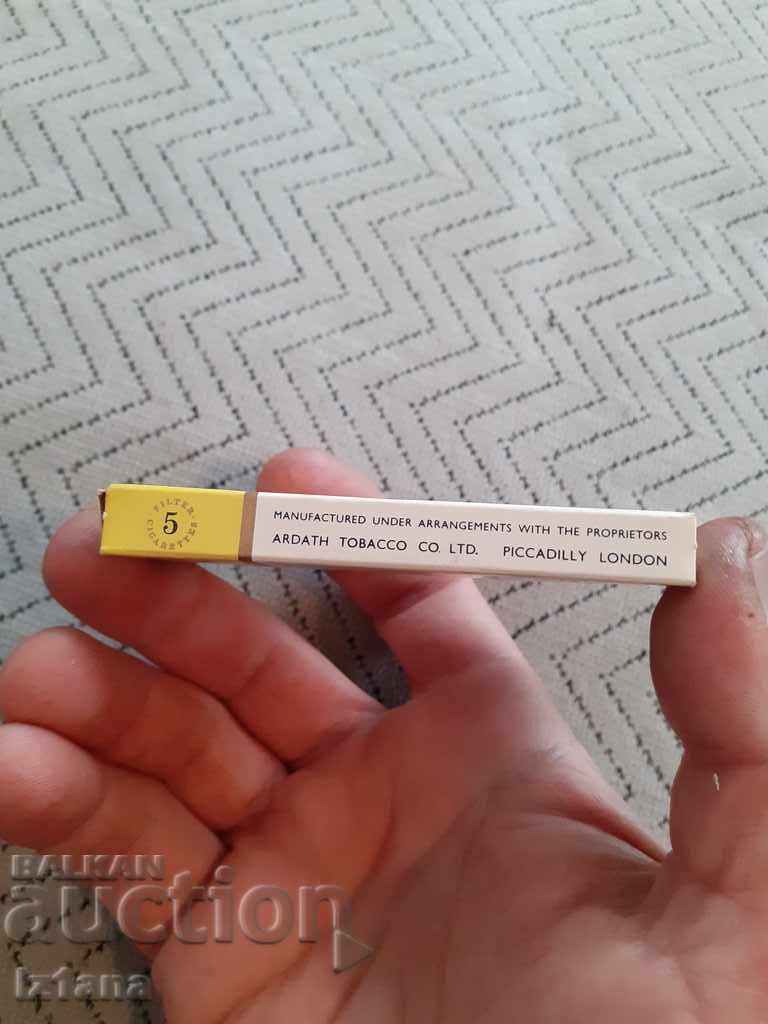 FILTER
5
CIGARETTES
MANUFACTURED UNDER ARRANGEMENTS WITH THE PROPRIETORS
ARDATH TOBACCO CO. LTD. PICCADILLY LONDON
BALKAN
auction
Iztana